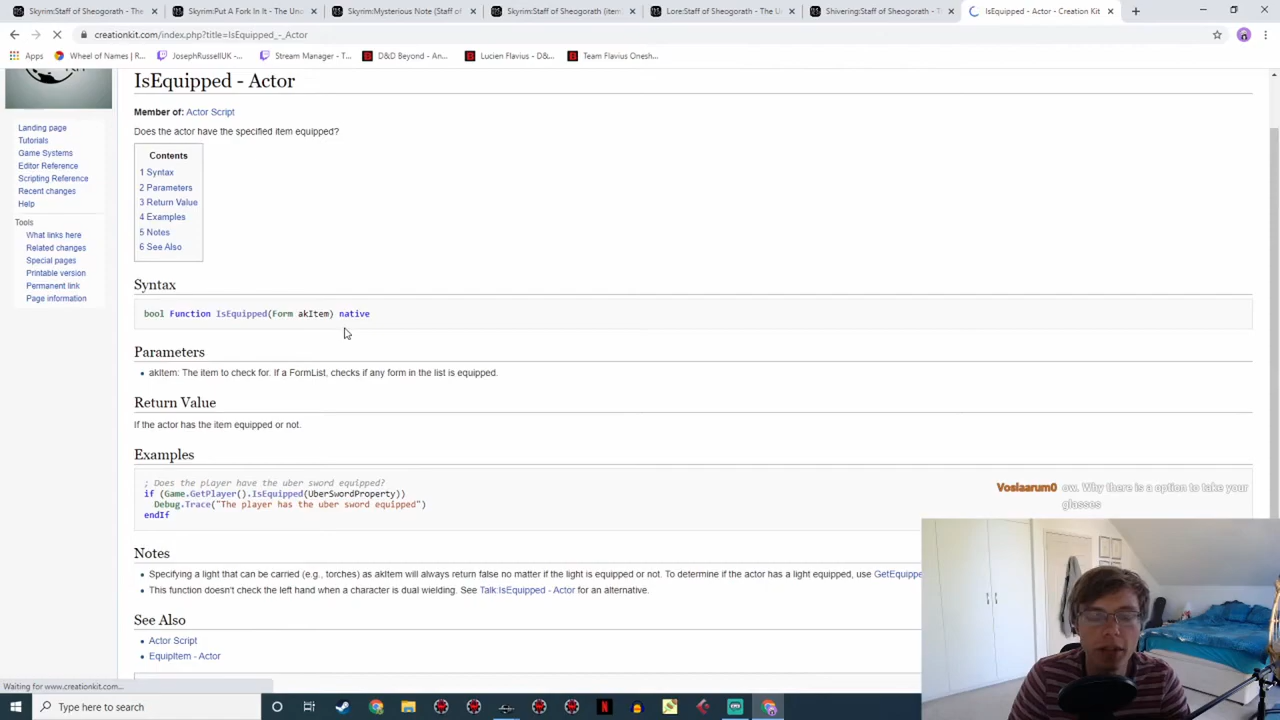 Skyrim:Staff of Sheogorath - The
Skyrim:Put A Fork In It - The Uno
Skyrim:Mysterious Note (Staff of
Skyrim:Staff of Sheogorath (item
Lore:Staff of Sheogorath - The U
Shivering:Staff of Sheogorath - T
IsEquipped - Actor - Creation Kit
creationkit.com/index.php?title=IsEquipped_-_Actor
Apps
Wheel of Names | R...
JosephRussellUK -...
Stream Manager - T...
D&D Beyond - An...
Lucien Flavius - D&...
Team Flavius Onesh...
IsEquipped - Actor
Member of: Actor Script
Does the actor have the specified item equipped?
Landing page
Tutorials
Game Systems
Editor Reference
Scripting Reference
Recent changes
Help
Tools
What links here
Related changes
Special pages
Printable version
Permanent link
Page information
Contents
1 Syntax
2 Parameters
3 Return Value
4 Examples
5 Notes
6 See Also
Syntax
bool Function IsEquipped(Form akItem) native
Parameters
akItem: The item to check for. If a FormList, checks if any form in the list is equipped.
Return Value
If the actor has the item equipped or not.
Examples
; Does the player have the uber sword equipped?
if (Game.GetPlayer().IsEquipped(UberSwordProperty))
Debug.Trace("The player has the uber sword equipped")
endIf
Voslaarum0 ow. Why there is a option to take your
glasses
Notes
Specifying a light that can be carried (e.g., torches) as akItem will always return false no matter if the light is equipped or not. To determine if the actor has a light equipped, use GetEquippe
This function doesn't check the left hand when a character is dual wielding. See Talk:IsEquipped - Actor for an alternative.
See Also
Actor Script
EquipItem - Actor
Waiting for www.creationkit.com...
Type here to search